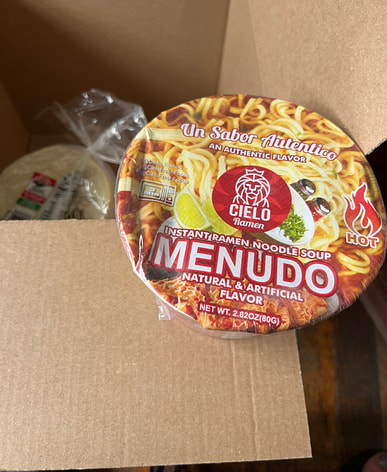 Un Sabor Auténtico
AN AUTHENTIC FLAVOR
CIELO
Ramen
HOT
INSTANT RAMEN NOODLE SOUP
MENUDO
NATURAL & ARTIFICIAL
FLAVOR
NET WT. 2.82OZ(80G)